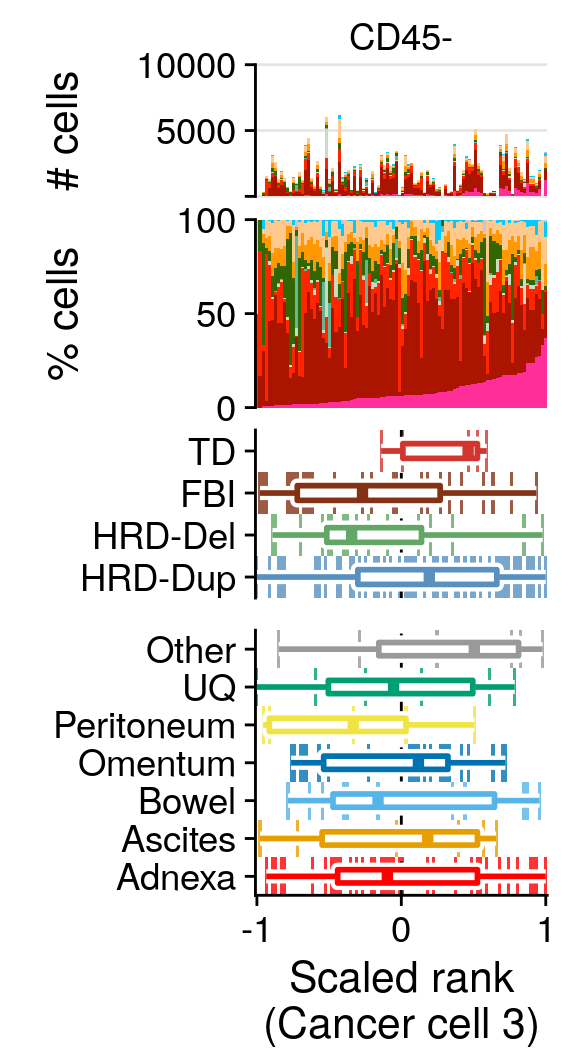 CD45-
# cells
10000
5000
% cells
100
50
0
TD
FBI
HRD-Del
HRD-Dup
Other
UQ
Peritoneum
Omentum
Bowel
Ascites
Adnexa
-1 0 1
Scaled rank
(Cancer cell 3)